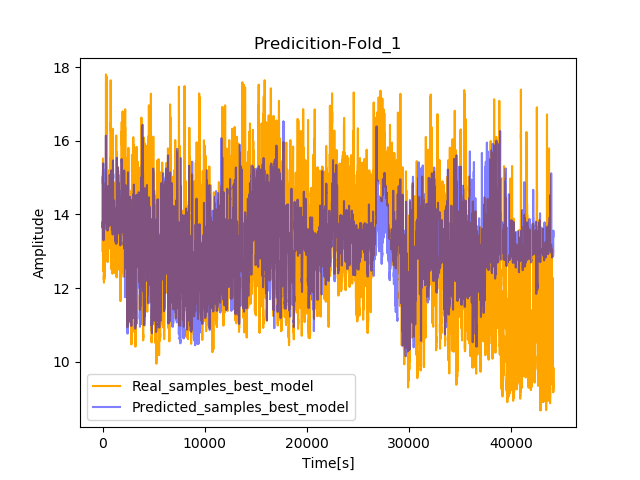 Predicition-Fold_1
18
16
14
12
10
Amplitude
Real_samples_best_model
Predicted_samples_best_model
0
10000
20000
30000
40000
Time[s]